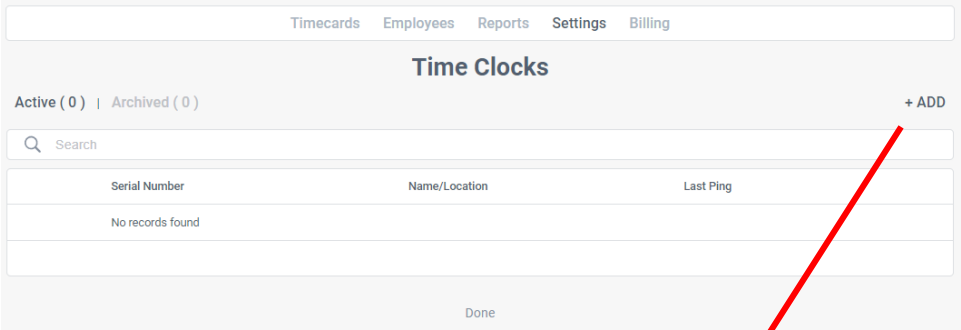 Timecards Employees Reports Settings Billing
Time Clocks
Active ( 0 ) | Archived ( 0 ) + ADD
Search
Serial Number Name/Location Last Ping
No records found
Done